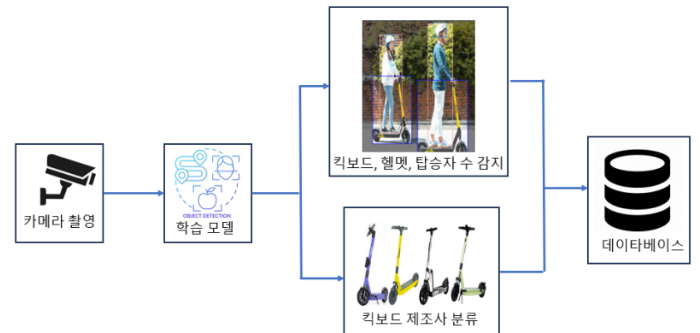 카메라 촬영
OBJECT DETECTION
학습 모델
킥보드, 헬멧, 탑승자 수 감지
킥보드 제조사 분류
데이타베이스